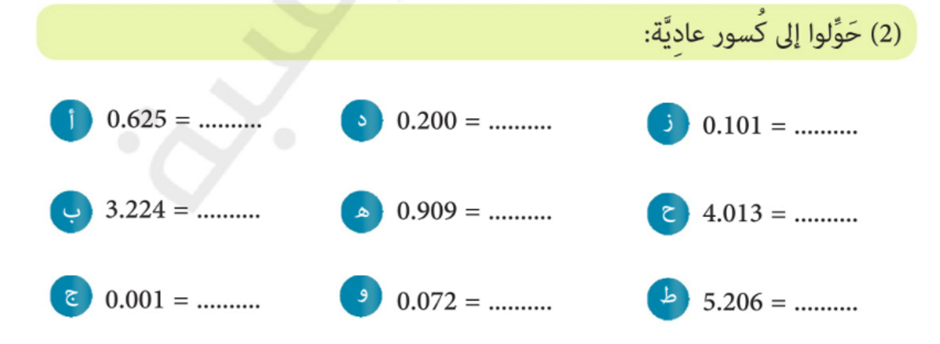 (2) حَوِّلوا إلى كُسور عادِيَّة:
أ 0.625 = .......... د 0.200 = .......... ز 0.101 = ..........
ب 3.224 = .......... ه 0.909 = .......... ح 4.013 = ..........
ج 0.001 = .......... و 0.072 = .......... ط 5.206 = ..........